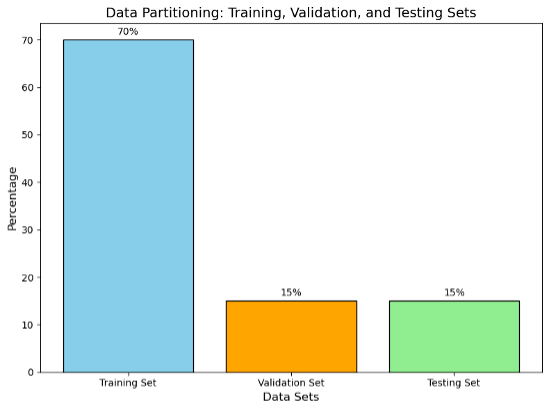 Data Partitioning: Training, Validation, and Testing Sets
70%
70
60
50
40
30
20
10
0
Percentage
15%
15%
Training Set
Validation Set
Testing Set
Data Sets